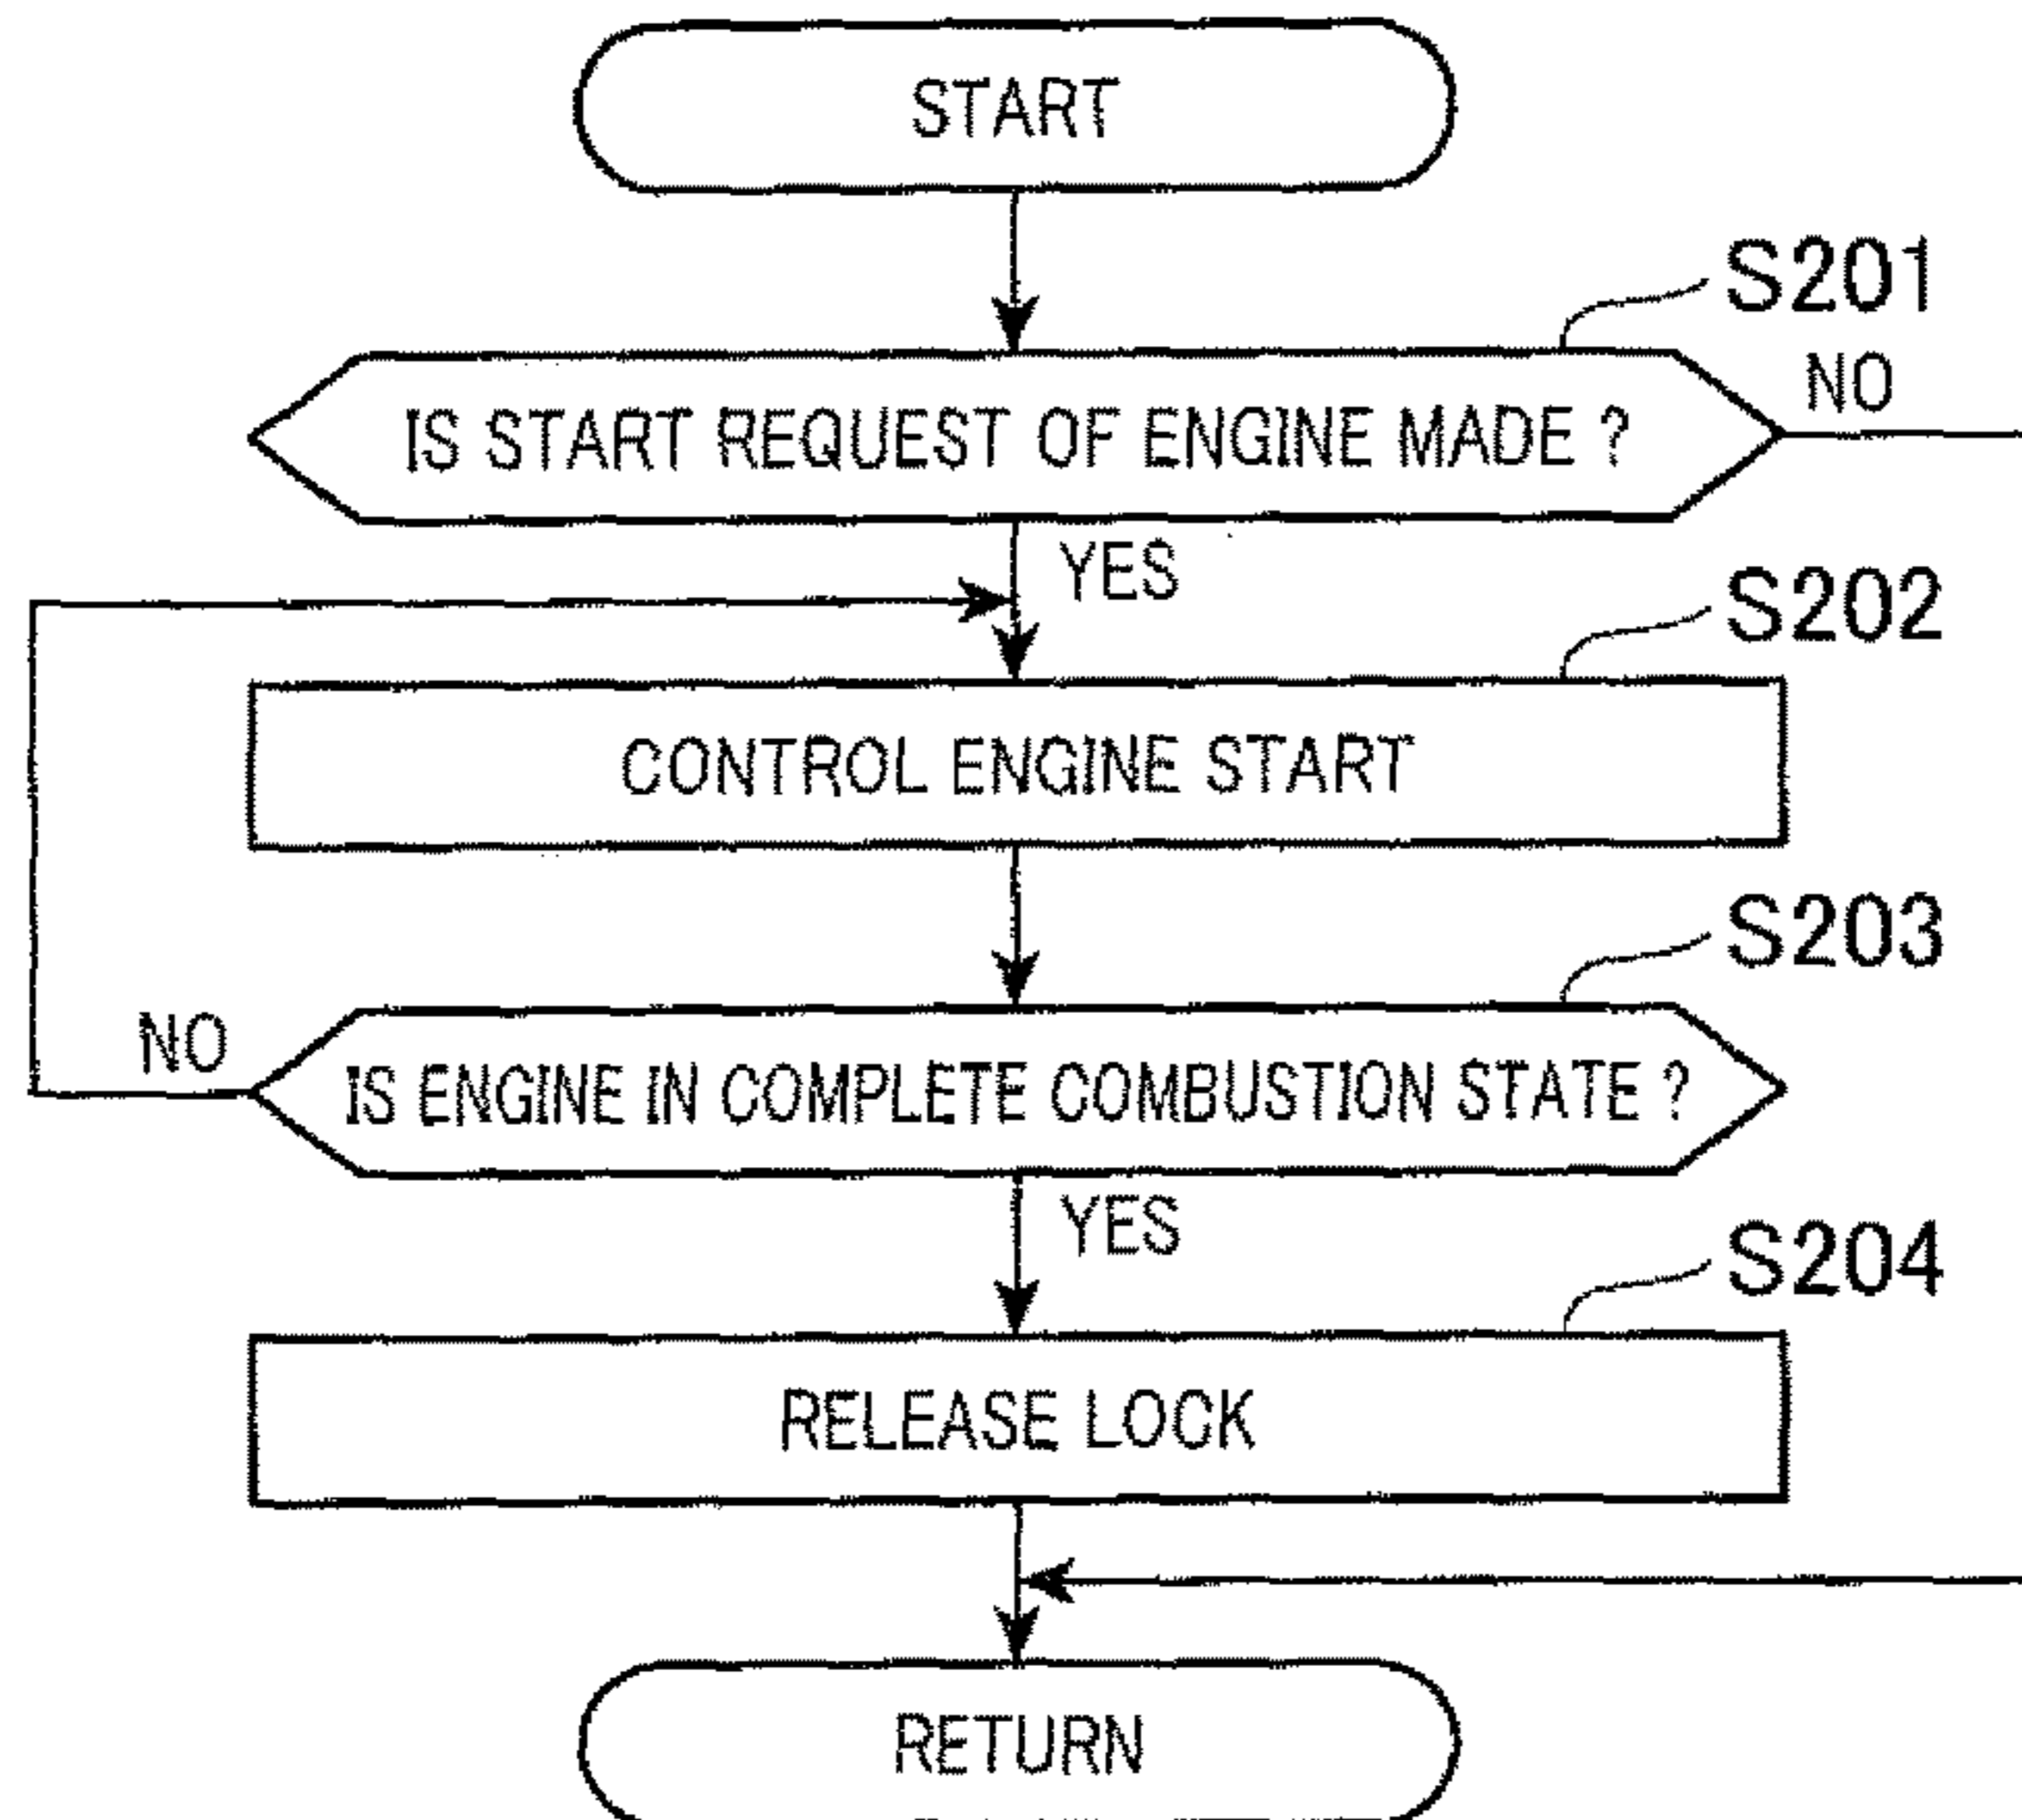 START
S201
IS START REQUEST OF ENGINE MADE ?
NO
YES
S202
CONTROL ENGINE START
S203
IS ENGINE IN COMPLETE COMBUSTION STATE ?
NO
YES
S204
RELEASE LOCK
RETURN